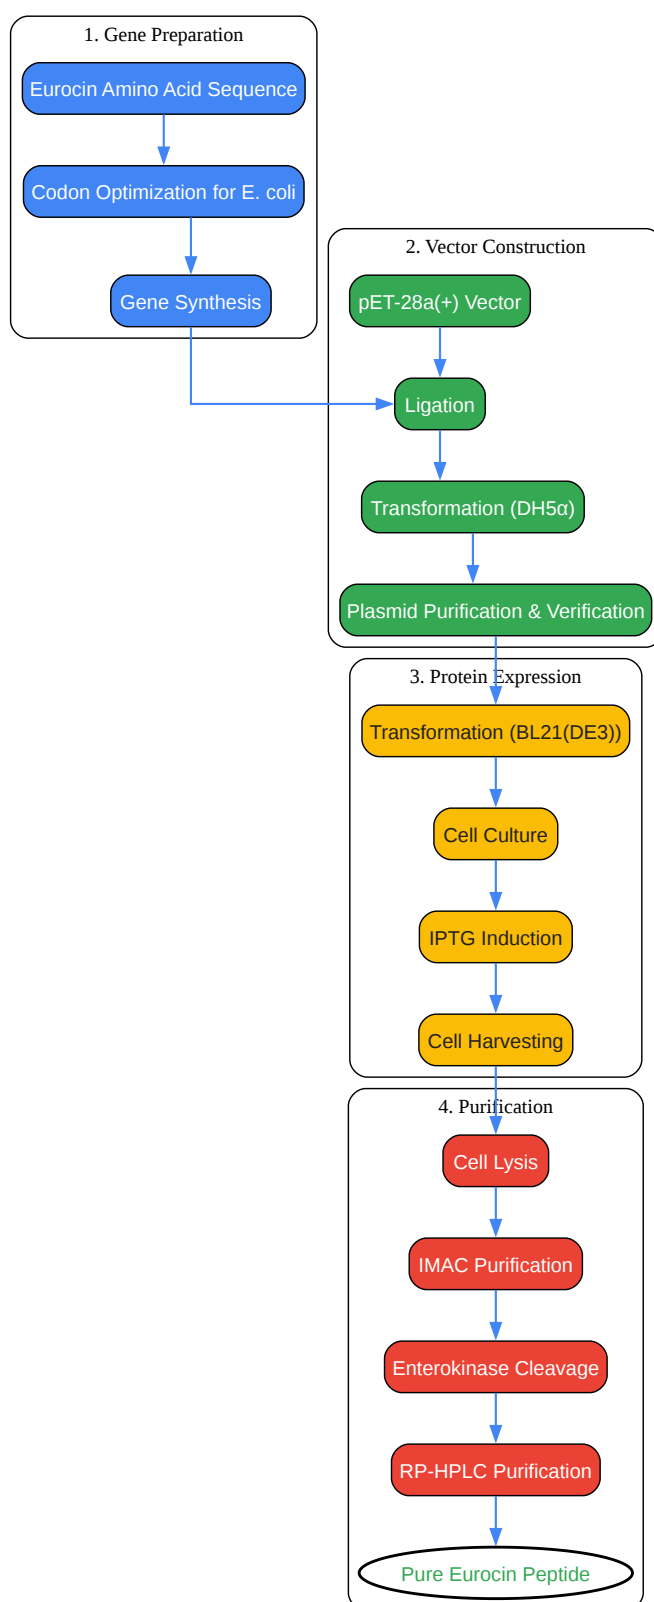 1. Gene Preparation
Eurocin Amino Acid Sequence
Codon Optimization for E. coli
Gene Synthesis
2. Vector Construction
pET-28a(+) Vector
Ligation
Transformation (DH5α)
Plasmid Purification & Verification
3. Protein Expression
Transformation (BL21(DE3))
Cell Culture
IPTG Induction
Cell Harvesting
4. Purification
Cell Lysis
IMAC Purification
Enterokinase Cleavage
RP-HPLC Purification
Pure Eurocin Peptide